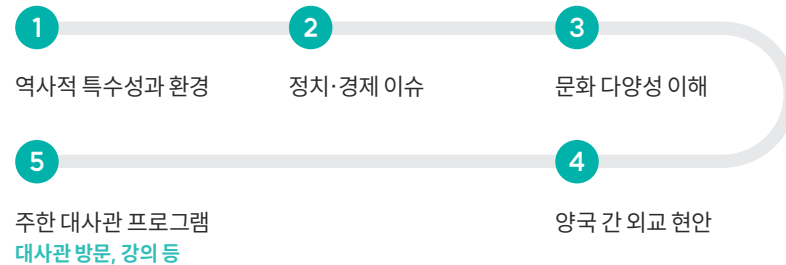 1
역사적 특수성과 환경
2
정치·경제 이슈
3
문화 다양성 이해
4
양국 간 외교 현안
5
주한 대사관 프로그램
대사관 방문, 강의 등